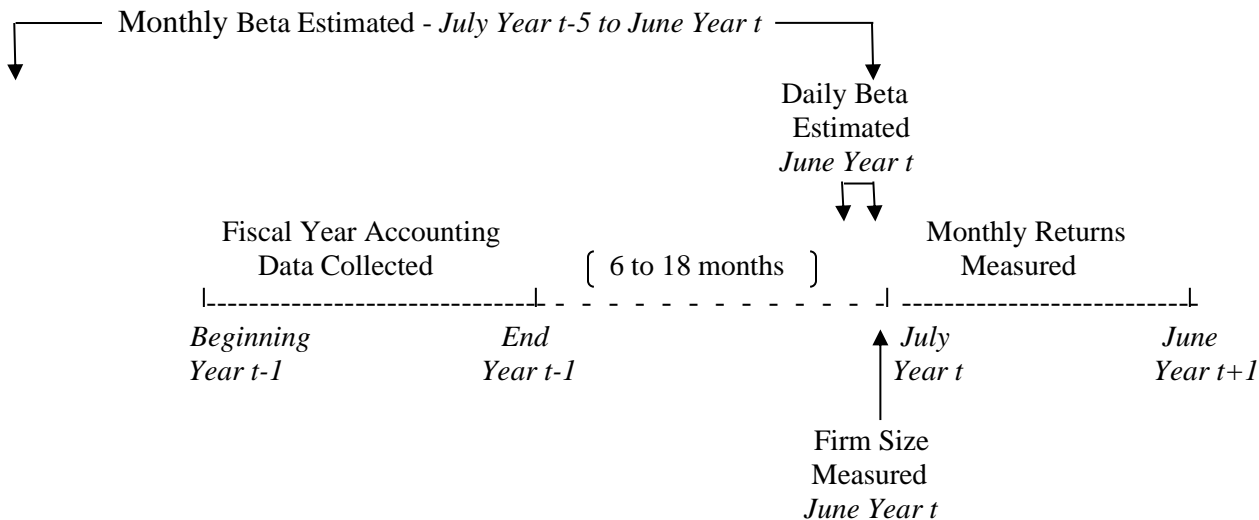 Monthly Beta Estimated - July Year t-5 to June Year t
Daily Beta
Estimated
June Year t
Fiscal Year Accounting
Data Collected
6 to 18 months
Monthly Returns
Measured
Beginning
Year t-1
End
Year t-1
July
Year t
June
Year t+1
Firm Size
Measured
June Year t